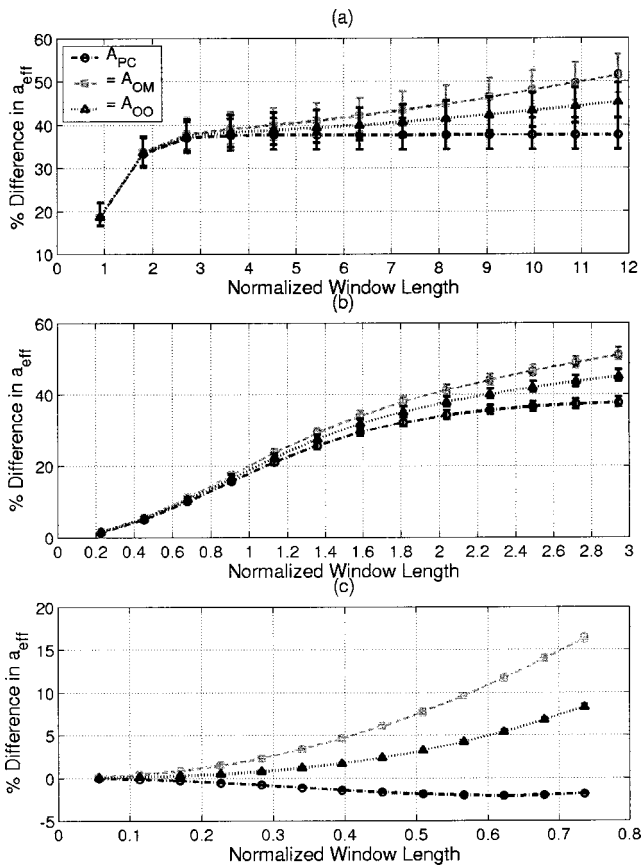 (a)
60
50
40
30
20
10
% Difference in a_eff
A_PC
= A_OM
= A_OO
0 1 2 3 4 5 6 7 8 9 10 11 12
Normalized Window Length
(b)
60
40
20
0
% Difference in a_eff
0 0.2 0.4 0.6 0.8 1 1.2 1.4 1.6 1.8 2 2.2 2.4 2.6 2.8 3
Normalized Window Length
(c)
20
15
10
5
0
-5
% Difference in a_eff
0 0.1 0.2 0.3 0.4 0.5 0.6 0.7 0.8
Normalized Window Length